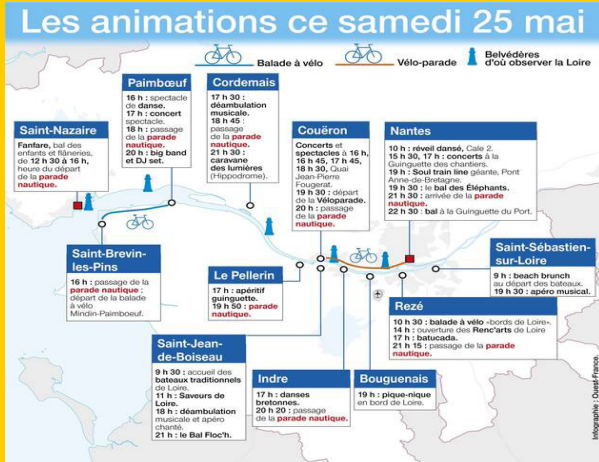 Les animations ce samedi 25 mai
Balade à vélo
Vélo-parade
Belvédères
d'où observer la Loire
Saint-Nazaire
Fanfare, bal des
enfants et flâneries,
de 12 h 30 à 16 h,
heure du départ
de la parade
nautique.
Paimbœuf
16 h : spectacle
de danse.
17 h : concert
spectacle.
18 h : passage
de la parade
nautique.
20 h : big band
et DJ set.
Cordemais
17 h 30 :
déambulation
musicale.
18 h 45 :
passage
de la parade
nautique.
21 h 30 :
caravane
des lumières
(Hippodrome).
Couëron
Concerts et
spectacles à 16 h,
16 h 45, 17 h 45,
18 h 30, Quai
Jean-Pierre
Fougerat.
19 h 30 : départ
de la Véloparade.
20 h : passage
de la parade
nautique.
Nantes
10 h : réveil dansé, Cale 2.
15 h 30, 17 h : concerts à la
Guinguette des chantiers.
19 h : Soul train line géante, Pont
Anne-de-Bretagne.
19 h 30 : le bal des Éléphants.
21 h 30 : arrivée de la parade
nautique.
22 h 30 : bal à la Guinguette du Port.
Saint-Brevin-
les-Pins
16 h : passage de la
parade nautique ;
départ de la balade
à vélo
Mindin-Paimboeuf.
Le Pellerin
17 h : apéritif
guinguette.
19 h 50 : parade
nautique.
Saint-Sébastien-
sur-Loire
9 h : beach brunch
au départ des bateaux.
19 h 30 : apéro musical.
Rezé
10 h 30 : balade à vélo «bords de Loire».
14 h : ouverture des Renc'arts de Loire
17 h : batucada.
21 h 15 : passage de la parade
nautique.
Saint-Jean-
de-Boiseau
9 h 30 : accueil des
bateaux traditionnels
de Loire.
11 h : Saveurs de
Loire.
18 h : déambulation
musicale et apéro
chanté.
21 h : le Bal Floc'h.
Indre
17 h : danses
bretonnes.
20 h 20 : passage
de la parade nautique.
Bouguenais
19 h : pique-nique
en bord de Loire.
Infographie : Ouest-France.